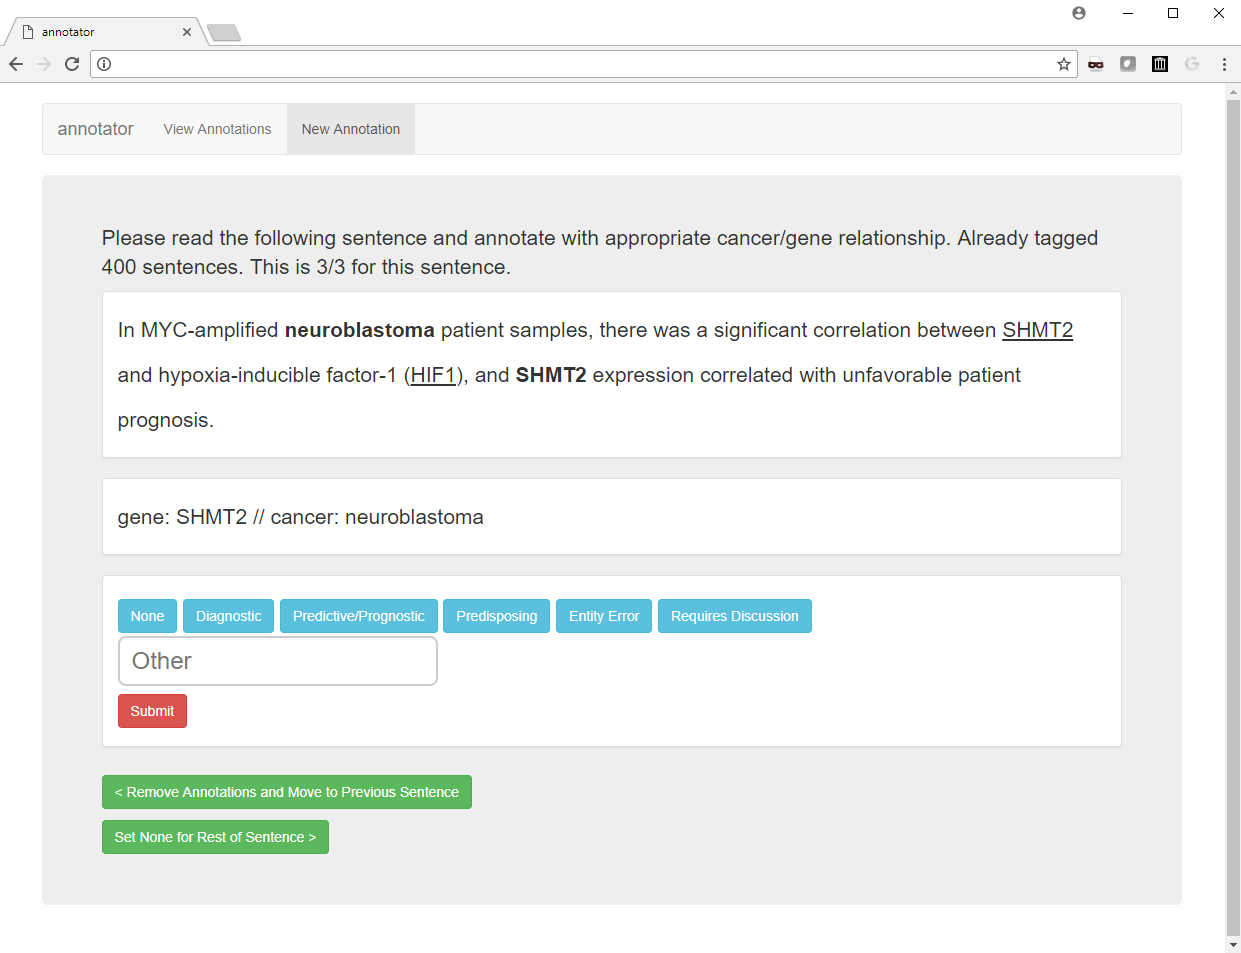 annotator
annotator
View Annotations
New Annotation
Please read the following sentence and annotate with appropriate cancer/gene relationship. Already tagged
400 sentences. This is 3/3 for this sentence.
In MYC-amplified neuroblastoma patient samples, there was a significant correlation between SHMT2
and hypoxia-inducible factor-1 (HIF1), and SHMT2 expression correlated with unfavorable patient
prognosis.
gene: SHMT2 // cancer: neuroblastoma
None
Diagnostic
Predictive/Prognostic
Predisposing
Entity Error
Requires Discussion
Other
Submit
< Remove Annotations and Move to Previous Sentence
Set None for Rest of Sentence >